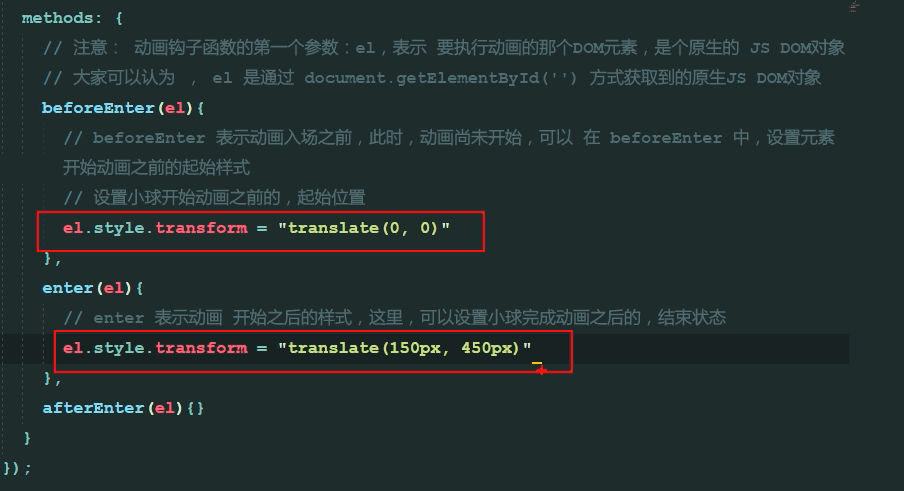 methods: {
// 注意： 动画钩子函数的第一个参数：el，表示 要执行动画的那个DOM元素，是个原生的 JS DOM对象
// 大家可以认为 ， el 是通过 document.getElementById('') 方式获取到的原生JS DOM对象
beforeEnter(el){
// beforeEnter 表示动画入场之前，此时，动画尚未开始，可以 在 beforeEnter 中，设置元素
开始动画之前的起始样式
// 设置小球开始动画之前的，起始位置
el.style.transform = "translate(0, 0)"
},
enter(el){
// enter 表示动画 开始之后的样式，这里，可以设置小球完成动画之后的，结束状态
el.style.transform = "translate(150px, 450px)"
},
afterEnter(el){}
}
});